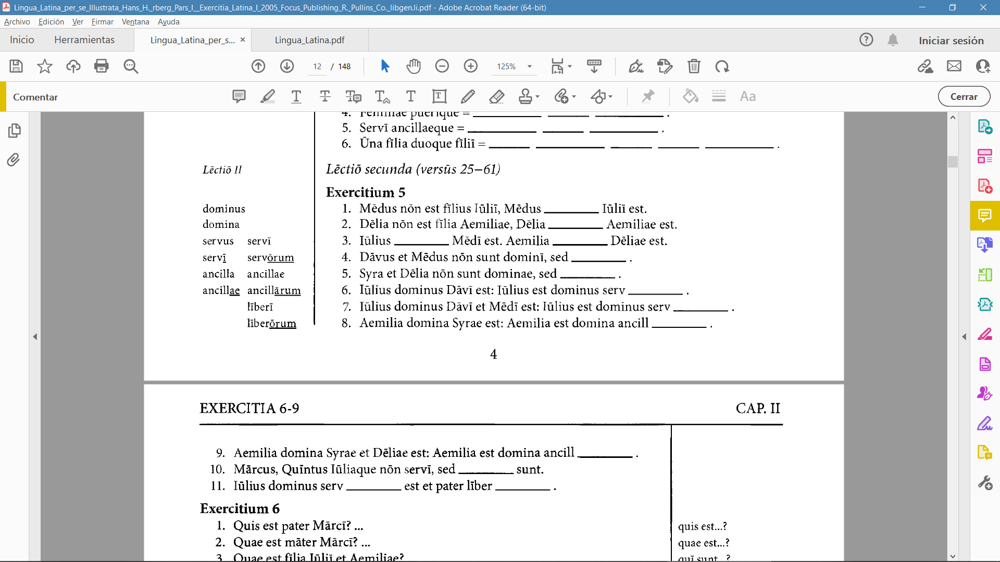 Lingua_Latina_per_se_Illustrata_Hans_H._rberg_Pars_I__Exercitia_Latina_I_2005_Focus_Publishing_R._Pullins_Co._libgen.li.pdf - Adobe Acrobat Reader (64-bit)
Archivo Edición Ver Firmar Ventana Ayuda
Inicio Herramientas Lingua_Latina_per_s... × Lingua_Latina.pdf Iniciar sesión
12 / 148 125%
Comentar Cerrar
4. Fēminae puerīque = ______ ______ ______ .
5. Servī ancillaeque = ______ ______ ______ .
6. Ūna fīlia duoque fīliī = ______ ______ ______ ______ ______ .
Lēctiō II
Lēctiō secunda (versūs 25–61)
Exercitium 5
dominus
domina
servus servī
servī servōrum
ancilla ancillae
ancillae ancillārum
līberī
līberōrum
1. Mēdus nōn est fīlius Iūliī, Mēdus ______ Iūliī est.
2. Dēlia nōn est fīlia Aemiliae, Dēlia ______ Aemiliae est.
3. Iūlius ______ Mēdī est. Aemilia ______ Dēliae est.
4. Dāvus et Mēdus nōn sunt dominī, sed ______ .
5. Syra et Dēlia nōn sunt dominae, sed ______ .
6. Iūlius dominus Dāvī est: Iūlius est dominus serv ______ .
7. Iūlius dominus Dāvī et Mēdī est: Iūlius est dominus serv ______ .
8. Aemilia domina Syrae est: Aemilia est domina ancill ______ .
4
EXERCITIA 6-9 CAP. II
9. Aemilia domina Syrae et Dēliae est: Aemilia est domina ancill ______ .
10. Mārcus, Quīntus Iūliaque nōn servī, sed ______ sunt.
11. Iūlius dominus serv ______ est et pater līber ______ .
Exercitium 6
1. Quis est pater Mārcī? ...
2. Quae est māter Mārcī? ...
3. Quae est fīlia Iūliī et Aemiliae?
quis est...?
quae est...?
quī sunt...?